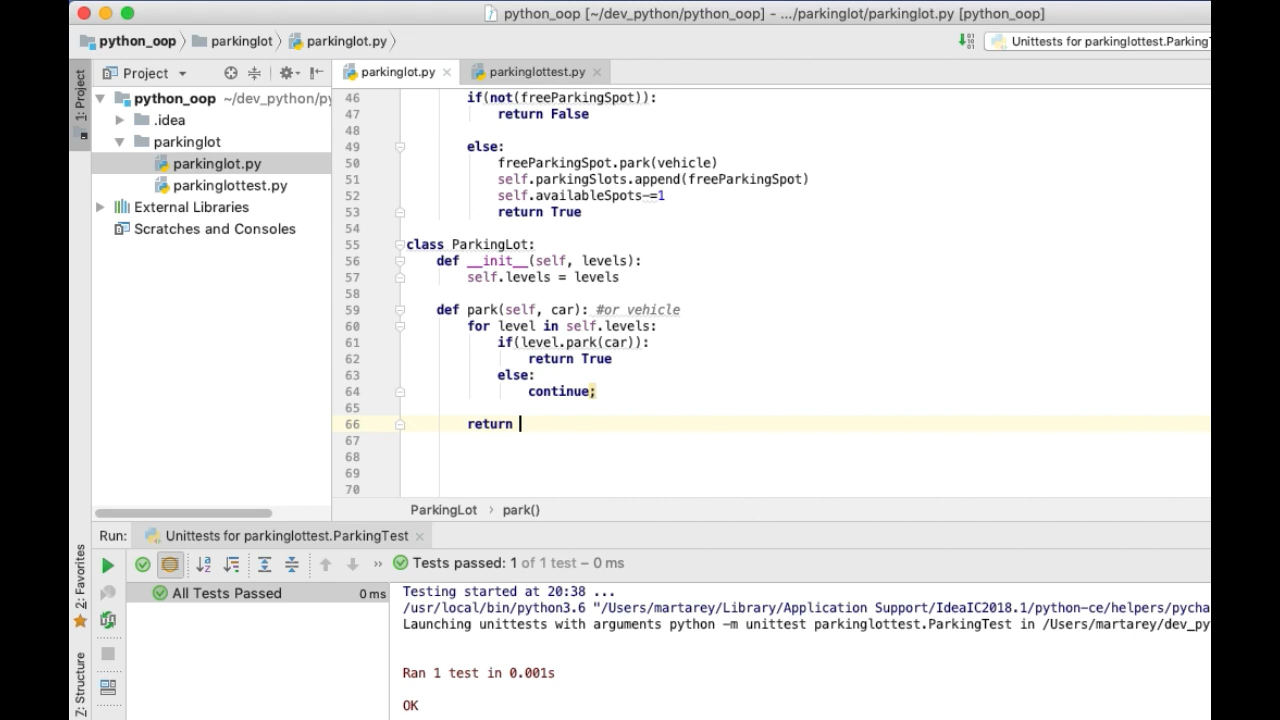 python_oop [~/dev_python/python_oop] - .../parkinglot/parkinglot.py [python_oop]
python_oop parkinglot parkinglot.py Unittests for parkinglottest.Parking
1: Project
Project parkinglot.py parkinglottest.py
python_oop ~/dev_python/py
.idea
parkinglot
parkinglot.py
parkinglottest.py
External Libraries
Scratches and Consoles
46 if(not(freeParkingSpot)):
47 return False
48
49 else:
50 freeParkingSpot.park(vehicle)
51 self.parkingSlots.append(freeParkingSpot)
52 self.availableSpots-=1
53 return True
54
55 class ParkingLot:
56 def __init__(self, levels):
57 self.levels = levels
58
59 def park(self, car): #or vehicle
60 for level in self.levels:
61 if(level.park(car)):
62 return True
63 else:
64 continue;
65
66 return
67
68
69
70
ParkingLot › park()
Run: Unittests for parkinglottest.ParkingTest
2: Favorites
Z: Structure
Tests passed: 1 of 1 test – 0 ms
All Tests Passed 0 ms
Testing started at 20:38 ...
/usr/local/bin/python3.6 "/Users/martarey/Library/Application Support/IdeaIC2018.1/python-ce/helpers/pycha
Launching unittests with arguments python -m unittest parkinglottest.ParkingTest in /Users/martarey/dev_py
Ran 1 test in 0.001s
OK